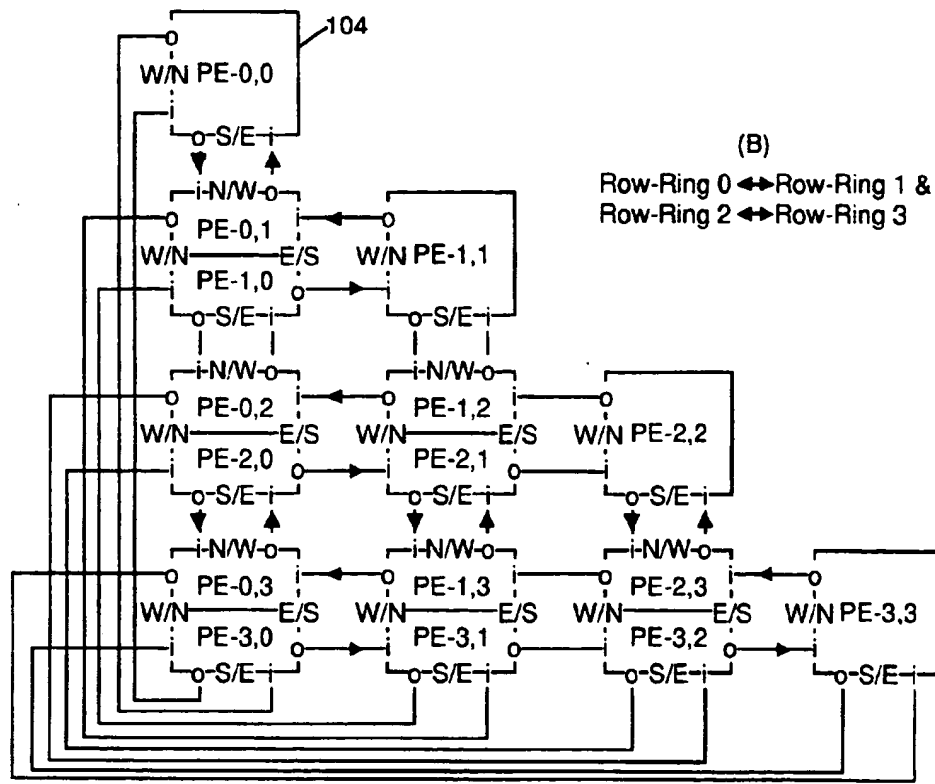 104
o
W/N PE-0,0
i
o S/E i
(B)
Row-Ring 0 ↔ Row-Ring 1 &
Row-Ring 2 ↔ Row-Ring 3
i N/W o
o PE-0,1 i o
W/N E/S W/N PE-1,1
i PE-1,0 o i
o S/E i o S/E i
i N/W o i N/W o
o PE-0,2 i o PE-1,2 i o
W/N E/S W/N E/S W/N PE-2,2
i PE-2,0 o i PE-2,1 o i
o S/E i o S/E i o S/E i
i N/W o i N/W o i N/W o
o PE-0,3 i o PE-1,3 i o PE-2,3 i o
W/N E/S W/N E/S W/N E/S W/N PE-3,3
i PE-3,0 o i PE-3,1 o i PE-3,2 o i
o S/E i o S/E i o S/E i o S/E i